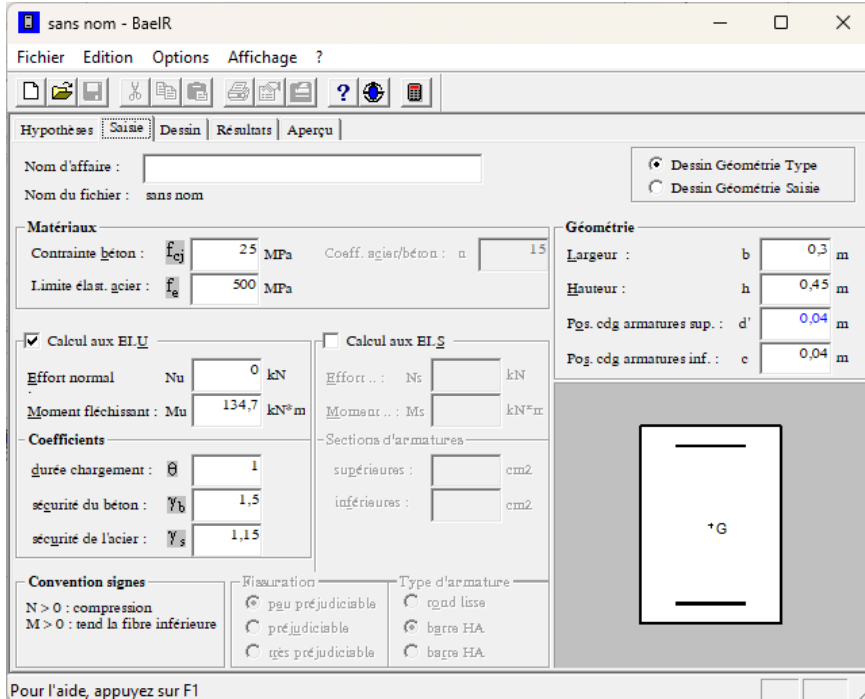 sans nom - BaelR
Fichier Edition Options Affichage ?
Hypothèses Saisie Dessin Résultats Aperçu
Nom d'affaire :
Nom du fichier : sans nom
Dessin Géométrie Type
Dessin Géométrie Saisie
Matériaux
Contrainte béton : fcj 25 MPa Coeff. acier/béton : n 15
Limite élast. acier : fe 500 MPa
Géométrie
Largeur : b 0,3 m
Hauteur : h 0,45 m
Pos. cdg armatures sup. : d' 0,04 m
Pos. cdg armatures inf. : c 0,04 m
Calcul aux ELU
Effort normal Nu 0 kN
Moment fléchissant : Mu 134,7 kN*m
Coefficients
durée chargement : θ 1
sécurité du béton : γb 1,5
sécurité de l'acier : γs 1,15
Calcul aux ELS
Effort .. : Ns kN
Moment .. : Ms kN*m
Sections d'armatures
supérieures : cm2
inférieures : cm2
+G
Convention signes
N > 0 : compression
M > 0 : tend la fibre inférieure
Fissuration
peu préjudiciable
préjudiciable
très préjudiciable
Type d'armature
rond lisse
barre HA
barre HA
Pour l'aide, appuyez sur F1